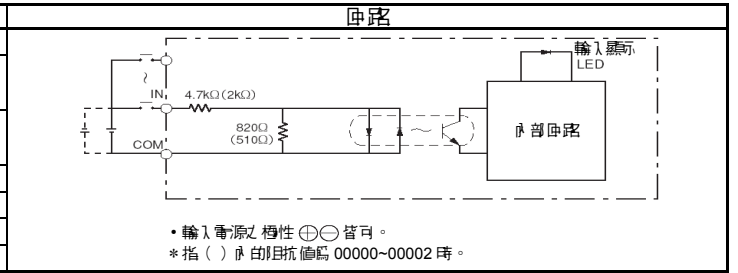 回路
輸入顯示
LED
IN
4.7kΩ(2kΩ)
820Ω
(510Ω)
COM
內部回路
•輸入電源之極性⊕⊖皆可。
＊指（ ）內的阻抗值爲 00000~00002 時。